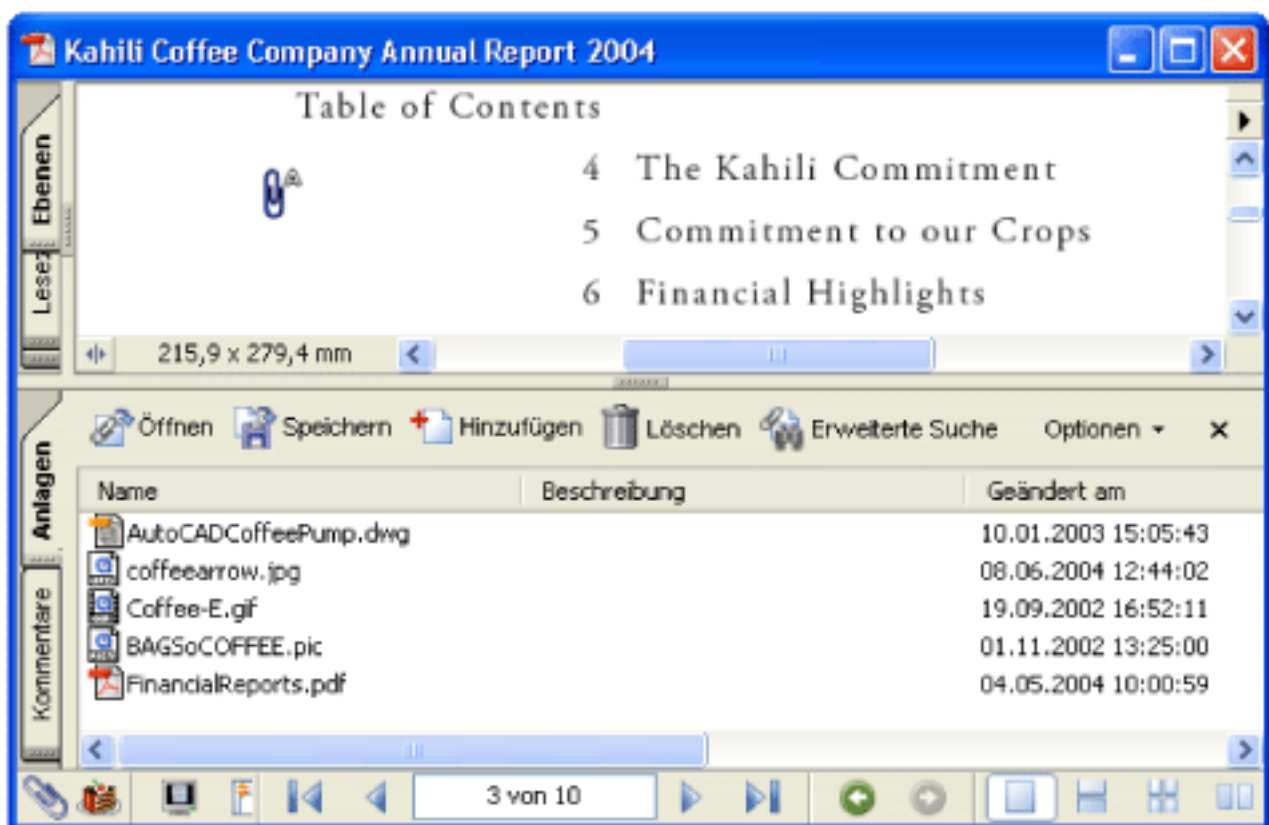 Kahili Coffee Company Annual Report 2004
Table of Contents
4 The Kahili Commitment
5 Commitment to our Crops
6 Financial Highlights
Ebenen
Lesez
215,9 x 279,4 mm
Öffnen Speichern Hinzufügen Löschen Erweiterte Suche Optionen
Anlagen
Kommentare
Name Beschreibung Geändert am
AutoCADCoffeePump.dwg 10.01.2003 15:05:43
coffeearrow.jpg 08.06.2004 12:44:02
Coffee-E.gif 19.09.2002 16:52:11
BAGSoCOFFEE.pic 01.11.2002 13:25:00
FinancialReports.pdf 04.05.2004 10:00:59
3 von 10